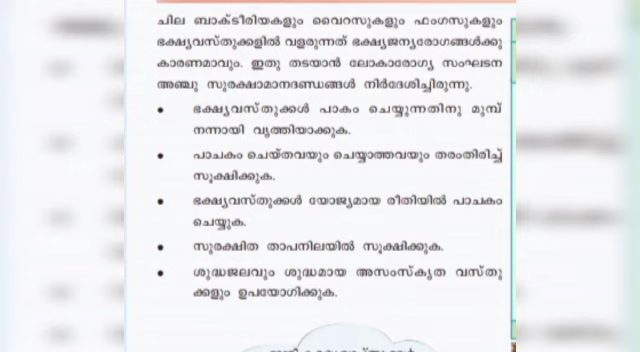 ചില ബാക്ടീരിയകളും വൈറസുകളും ഫംഗസുകളും
ഭക്ഷ്യവസ്തുക്കളിൽ വളരുന്നത് ഭക്ഷ്യജന്യരോഗങ്ങൾക്കു
കാരണമാവും. ഇതു തടയാൻ ലോകാരോഗ്യ സംഘടന
അഞ്ചു സുരക്ഷാമാനദണ്ഡങ്ങൾ നിർദേശിച്ചിരുന്നു.
• ഭക്ഷ്യവസ്തുക്കൾ പാകം ചെയ്യുന്നതിനു മുമ്പ്
നന്നായി വൃത്തിയാക്കുക.
• പാചകം ചെയ്തവയും ചെയ്യാത്തവയും തരംതിരിച്ച്
സൂക്ഷിക്കുക.
• ഭക്ഷ്യവസ്തുക്കൾ യോജ്യമായ രീതിയിൽ പാചകം
ചെയ്യുക.
• സുരക്ഷിത താപനിലയിൽ സൂക്ഷിക്കുക.
• ശുദ്ധജലവും ശുദ്ധമായ അസംസ്കൃത വസ്തു
ക്കളും ഉപയോഗിക്കുക.